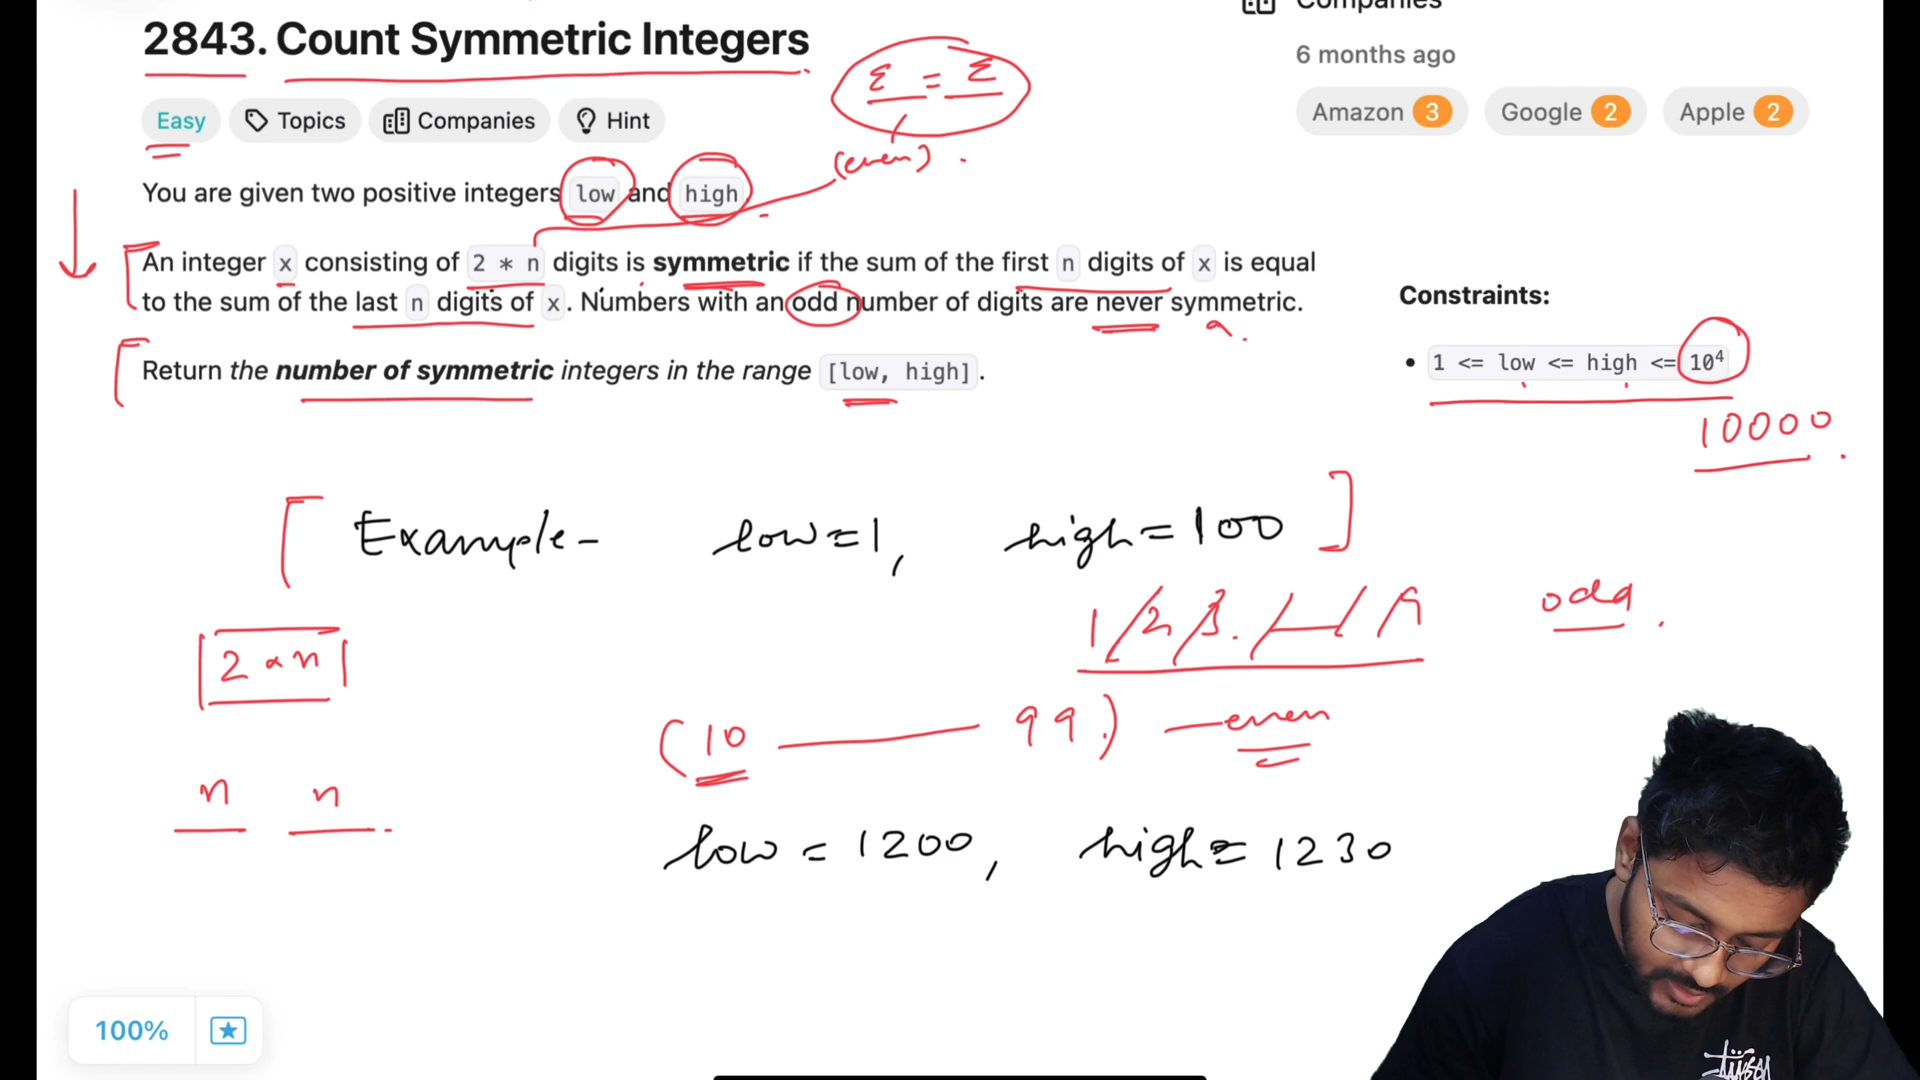 Companies
2843. Count Symmetric Integers
Σ = Σ
6 months ago
Easy Topics Companies Hint
Amazon 3 Google 2 Apple 2
(even).
You are given two positive integers low and high.
An integer x consisting of 2 * n digits is symmetric if the sum of the first n digits of x is equal
to the sum of the last n digits of x. Numbers with an odd number of digits are never symmetric.
Constraints:
Return the number of symmetric integers in the range [low, high].
• 1 <= low <= high <= 10⁴
10000.
[Example- low=1, high=100]
1/2/3. /—/ 9 odd.
2 * n
(10 — 99.) — even
n n.
low = 1200, high = 1230
100%
Stüssy